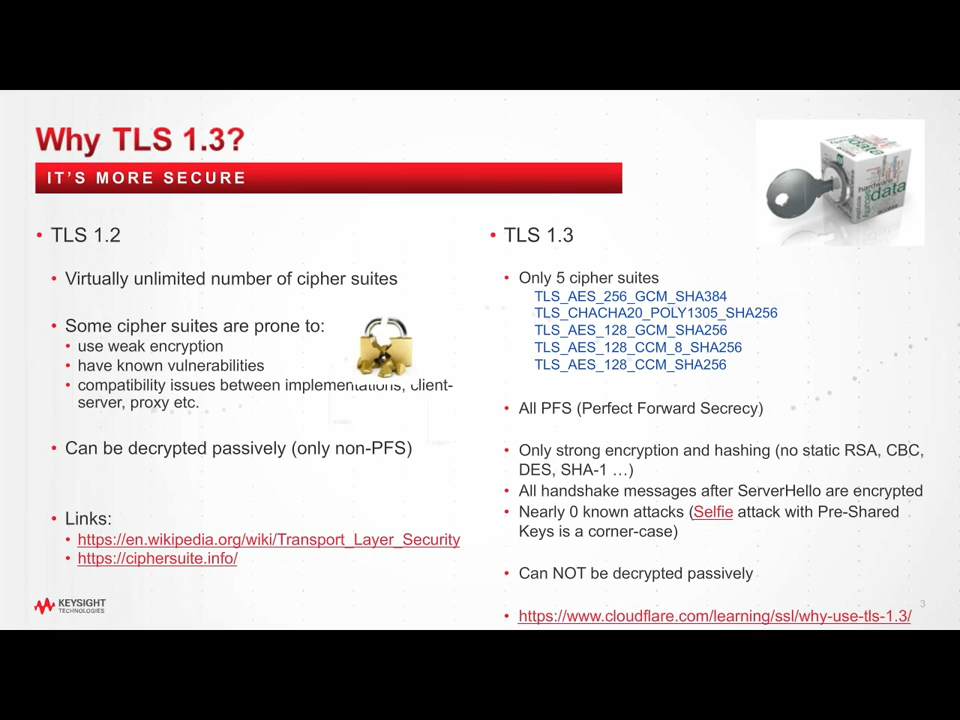 Why TLS 1.3?
IT'S MORE SECURE
• TLS 1.2
• Virtually unlimited number of cipher suites
• Some cipher suites are prone to:
• use weak encryption
• have known vulnerabilities
• compatibility issues between implementations, client-
server, proxy etc.
• Can be decrypted passively (only non-PFS)
• Links:
• https://en.wikipedia.org/wiki/Transport_Layer_Security
• https://ciphersuite.info/
KEYSIGHT
TECHNOLOGIES
• TLS 1.3
• Only 5 cipher suites
TLS_AES_256_GCM_SHA384
TLS_CHACHA20_POLY1305_SHA256
TLS_AES_128_GCM_SHA256
TLS_AES_128_CCM_8_SHA256
TLS_AES_128_CCM_SHA256
• All PFS (Perfect Forward Secrecy)
• Only strong encryption and hashing (no static RSA, CBC,
DES, SHA-1 …)
• All handshake messages after ServerHello are encrypted
• Nearly 0 known attacks (Selfie attack with Pre-Shared
Keys is a corner-case)
• Can NOT be decrypted passively
• https://www.cloudflare.com/learning/ssl/why-use-tls-1.3/
3
data
hardware
data